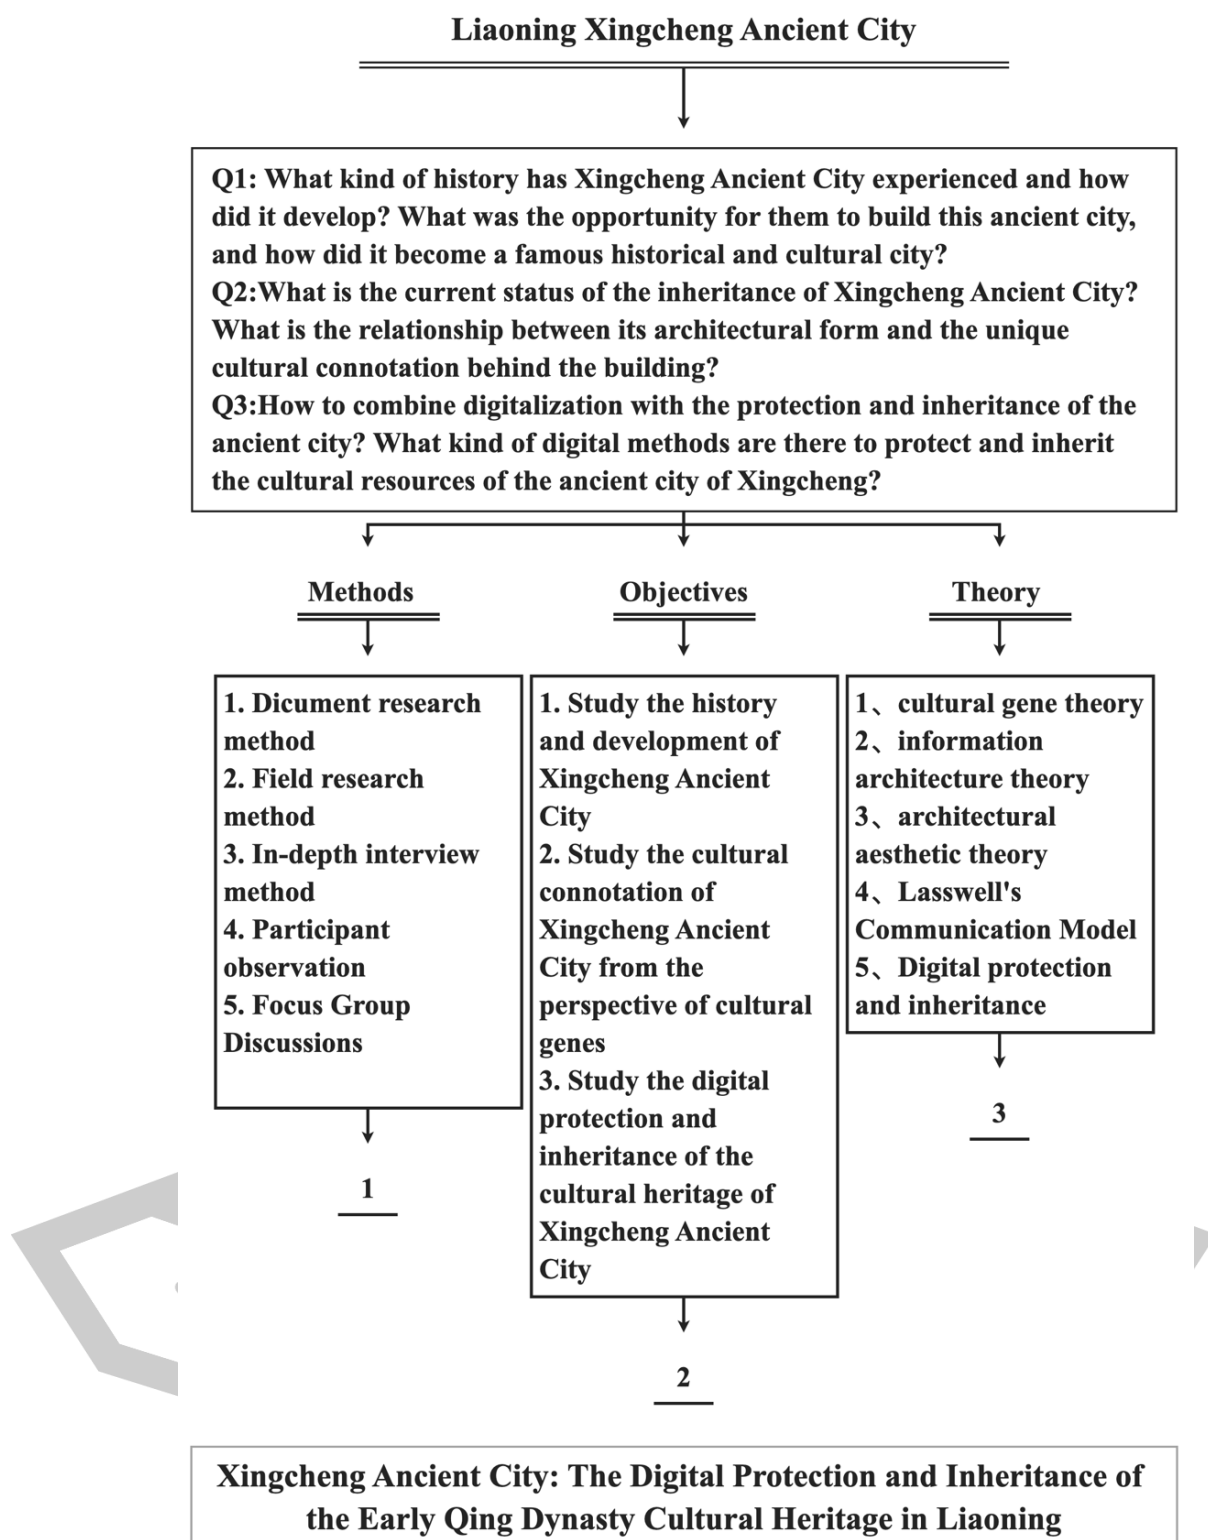 Liaoning Xingcheng Ancient City
Q1: What kind of history has Xingcheng Ancient City experienced and how
did it develop? What was the opportunity for them to build this ancient city,
and how did it become a famous historical and cultural city?
Q2:What is the current status of the inheritance of Xingcheng Ancient City?
What is the relationship between its architectural form and the unique
cultural connotation behind the building?
Q3:How to combine digitalization with the protection and inheritance of the
ancient city? What kind of digital methods are there to protect and inherit
the cultural resources of the ancient city of Xingcheng?
Methods
1. Dicument research
method
2. Field research
method
3. In-depth interview
method
4. Participant
observation
5. Focus Group
Discussions
1
Objectives
1. Study the history
and development of
Xingcheng Ancient
City
2. Study the cultural
connotation of
Xingcheng Ancient
City from the
perspective of cultural
genes
3. Study the digital
protection and
inheritance of the
cultural heritage of
Xingcheng Ancient
City
2
Theory
1、cultural gene theory
2、information
architecture theory
3、architectural
aesthetic theory
4、Lasswell's
Communication Model
5、Digital protection
and inheritance
3
Xingcheng Ancient City: The Digital Protection and Inheritance of
the Early Qing Dynasty Cultural Heritage in Liaoning